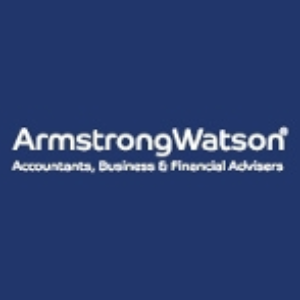 ArmstrongWatson®
Accountants, Business & Financial Advisers